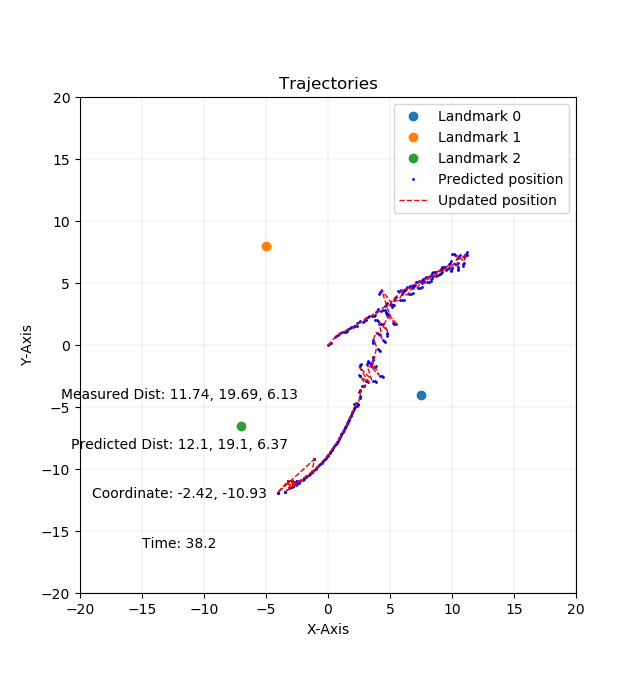 Trajectories
Landmark 0
Landmark 1
Landmark 2
Predicted position
Updated position
20
15
10
5
0
−5
−10
−15
−20
Y-Axis
Measured Dist: 11.74, 19.69, 6.13
Predicted Dist: 12.1, 19.1, 6.37
Coordinate: -2.42, -10.93
Time: 38.2
−20 −15 −10 −5 0 5 10 15 20
X-Axis